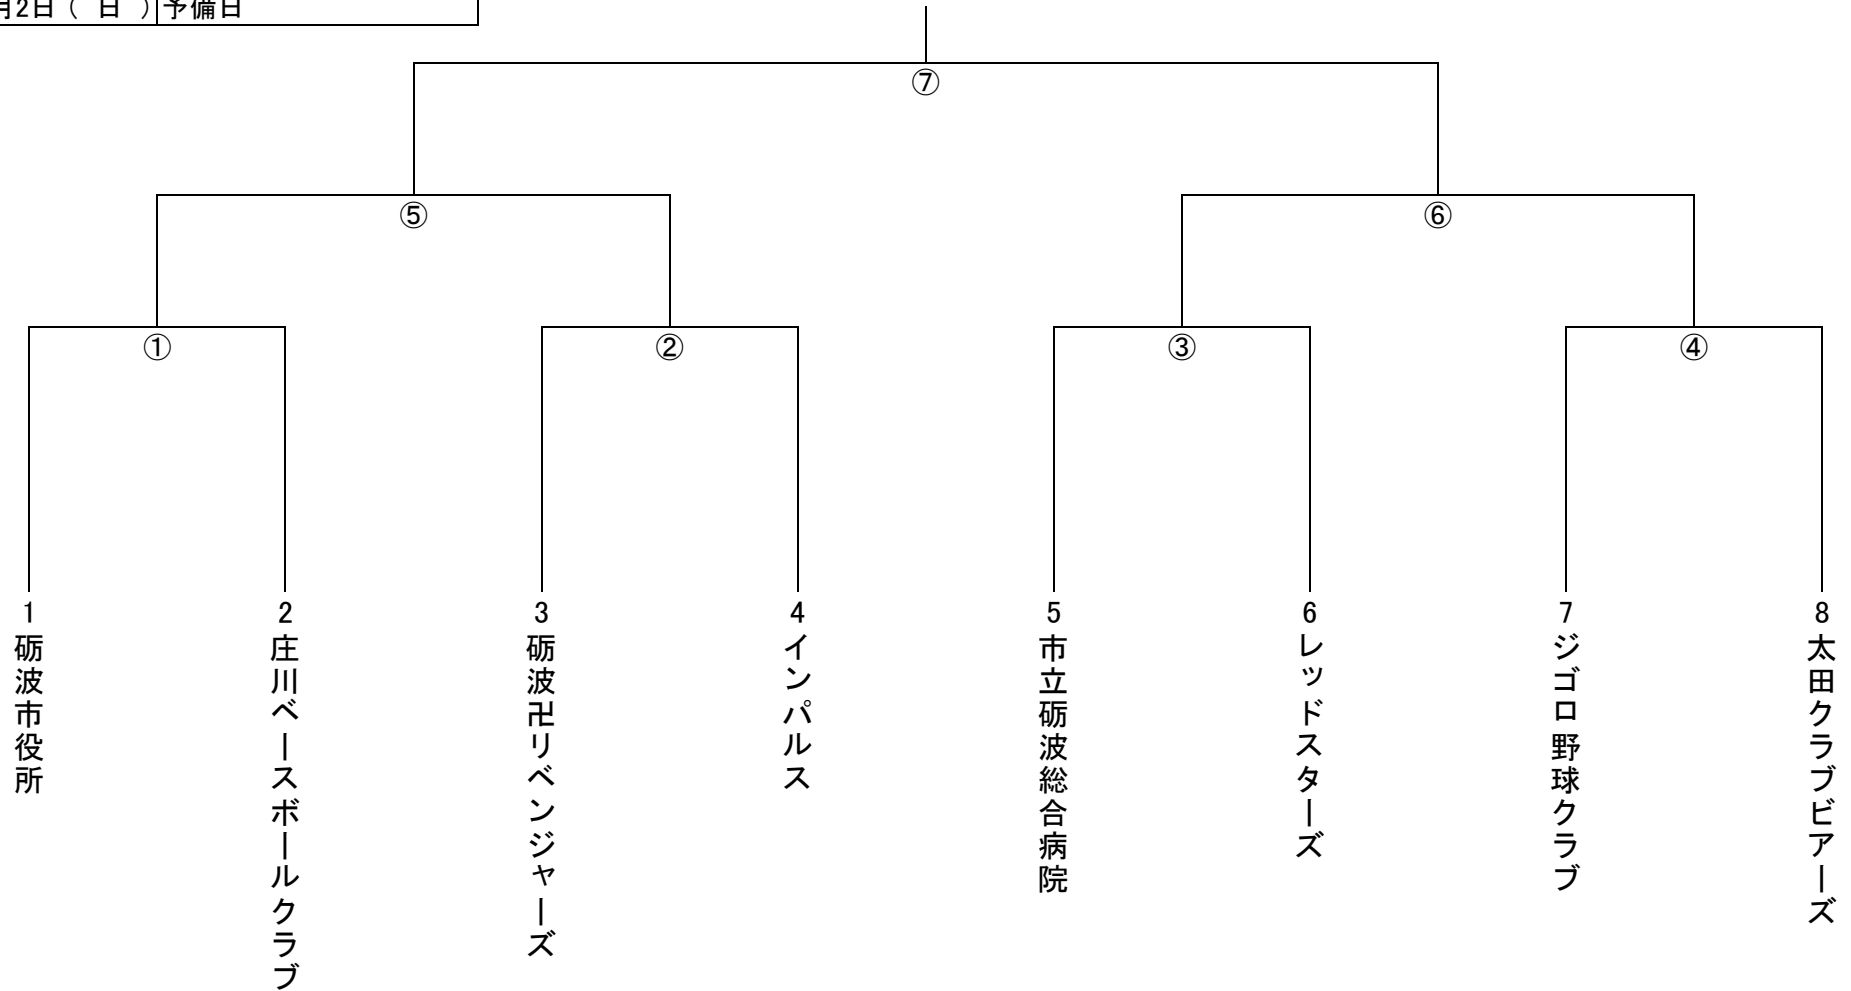 月2日（ 日 ）予備日
⑦
⑤
⑥
①
②
③
④
1 砺波市役所
2 庄川ベースボールクラブ
3 砺波卍リベンジャーズ
4 インパルス
5 市立砺波総合病院
6 レッドスターズ
7 ジゴロ野球クラブ
8 太田クラブビアーズ